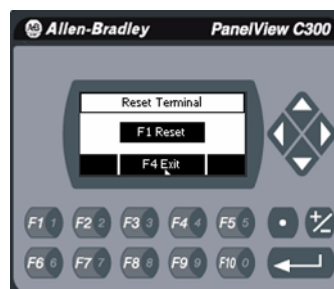 AB Allen-Bradley PanelView C300
Reset Terminal
F1 Reset
F4 Exit
F1 1 F2 2 F3 3 F4 4 F5 5 • +/-
F6 6 F7 7 F8 8 F9 9 F10 0